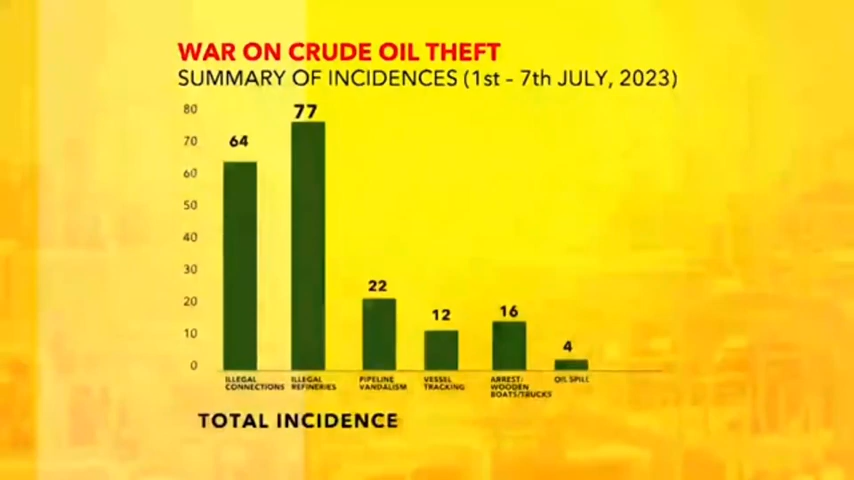 WAR ON CRUDE OIL THEFT
SUMMARY OF INCIDENCES (1st - 7th JULY, 2023)
80
70
60
50
40
30
20
10
0
64
77
22
12
16
4
ILLEGAL
CONNECTIONS
ILLEGAL
REFINERIES
PIPELINE
VANDALISM
VESSEL
TRACKING
ARREST:
WOODEN
BOATS/TRUCKS
OIL SPILL
TOTAL INCIDENCE